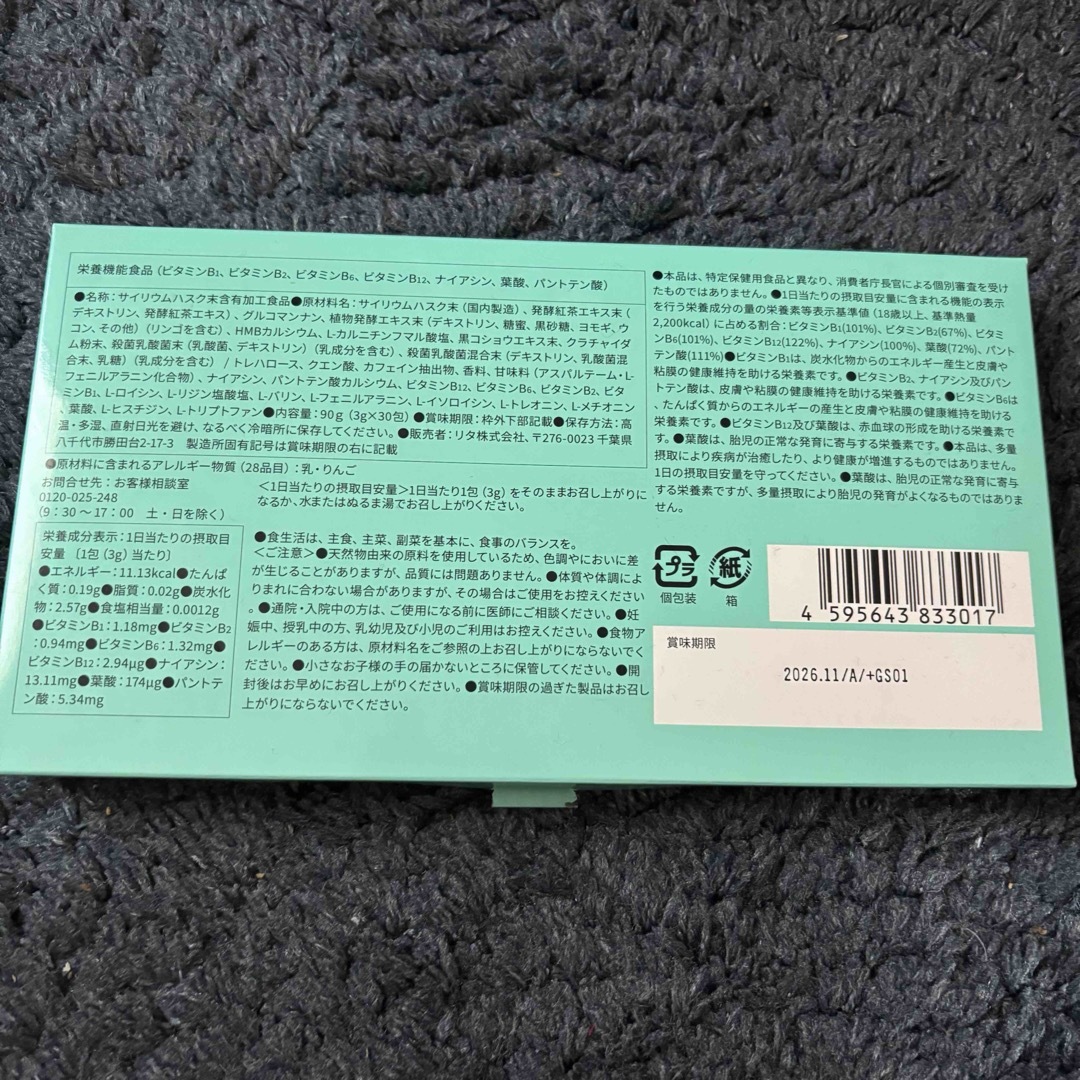 栄養機能食品（ビタミンB1、ビタミンB2、ビタミンB6、ビタミンB12、ナイアシン、葉酸、パントテン酸）
●名称：サイリウムハスク末含有加工食品●原材料名：サイリウムハスク末（国内製造）、発酵紅茶エキス末（
デキストリン、発酵紅茶エキス）、グルコマンナン、植物発酵エキス末（デキストリン、糖蜜、黒砂糖、ヨモギ、ウ
コン、その他）（リンゴを含む）、HMBカルシウム、L-カルニチンフマル酸塩、黒コショウエキス末、クラチャイダ
ム粉末、殺菌乳酸菌末（乳酸菌、デキストリン）（乳成分を含む）、殺菌乳酸菌混合末（デキストリン、乳酸菌混
合末、乳糖）（乳成分を含む） / トレハロース、クエン酸、カフェイン抽出物、香料、甘味料（アスパルテーム・L-
フェニルアラニン化合物）、ナイアシン、パントテン酸カルシウム、ビタミンB12、ビタミンB6、ビタミンB2、ビタ
ミンB1、L-ロイシン、L-リジン塩酸塩、L-バリン、L-フェニルアラニン、L-イソロイシン、L-トレオニン、L-メチオニン
、葉酸、L-ヒスチジン、L-トリプトファン●内容量：90g（3g×30包）●賞味期限：枠外下部記載●保存方法：高
温・多湿、直射日光を避け、なるべく冷暗所に保存してください。●販売者：リタ株式会社、〒276-0023 千葉県
八千代市勝田台2-17-3　製造所固有記号は賞味期限の右に記載
●原材料に含まれるアレルギー物質（28品目）：乳・りんご
お問合せ先：お客様相談室
0120-025-248
（9：30～17：00　土・日を除く）
＜1日当たりの摂取目安量＞1日当たり1包（3g）をそのままお召し上がりに
なるか、水またはぬるま湯でお召し上がりください。
栄養成分表示：1日当たりの摂取目
安量〔1包（3g）当たり〕
●エネルギー：11.13kcal●たんぱ
く質：0.19g●脂質：0.02g●炭水化
物：2.57g●食塩相当量：0.0012g
●ビタミンB1：1.18mg●ビタミンB2
：0.94mg●ビタミンB6：1.32mg●
ビタミンB12：2.94μg●ナイアシン：
13.11mg●葉酸：174μg●パントテ
ン酸：5.34mg
●食生活は、主食、主菜、副菜を基本に、食事のバランスを。
＜ご注意＞●天然物由来の原料を使用しているため、色調やにおいに差
が生じることがありますが、品質には問題ありません。●体質や体調によ
りまれに合わない場合がありますが、その場合はご使用をお控えください
。●通院・入院中の方は、ご使用になる前に医師にご相談ください。●妊
娠中、授乳中の方、乳幼児及び小児のご利用はお控えください。●食物ア
レルギーのある方は、原材料名をご参照の上お召し上がりにならないでく
ださい。●小さなお子様の手の届かないところに保管してください。●開
封後はお早めにお召し上がりください。●賞味期限の過ぎた製品はお召し
上がりにならないでください。
●本品は、特定保健用食品と異なり、消費者庁長官による個別審査を受け
たものではありません。●1日当たりの摂取目安量に含まれる機能の表示
を行う栄養成分の量の栄養素等表示基準値（18歳以上、基準熱量
2,200kcal）に占める割合：ビタミンB1(101%)、ビタミンB2(67%)、ビタミ
ンB6(101%)、ビタミンB12(122%)、ナイアシン(100%)、葉酸(72%)、パント
テン酸(111%)●ビタミンB1は、炭水化物からのエネルギー産生と皮膚や
粘膜の健康維持を助ける栄養素です。●ビタミンB2、ナイアシン及びパン
トテン酸は、皮膚や粘膜の健康維持を助ける栄養素です。●ビタミンB6は
、たんぱく質からのエネルギーの産生と皮膚や粘膜の健康維持を助ける
栄養素です。●ビタミンB12及び葉酸は、赤血球の形成を助ける栄養素で
す。●葉酸は、胎児の正常な発育に寄与する栄養素です。●本品は、多量
摂取により疾病が治癒したり、より健康が増進するものではありません。
1日の摂取目安量を守ってください。●葉酸は、胎児の正常な発育に寄与
する栄養素ですが、多量摂取により胎児の発育がよくなるものではありま
せん。
プラ
個包装
紙
箱
4 595643 833017
賞味期限
2026.11/A/+GS01